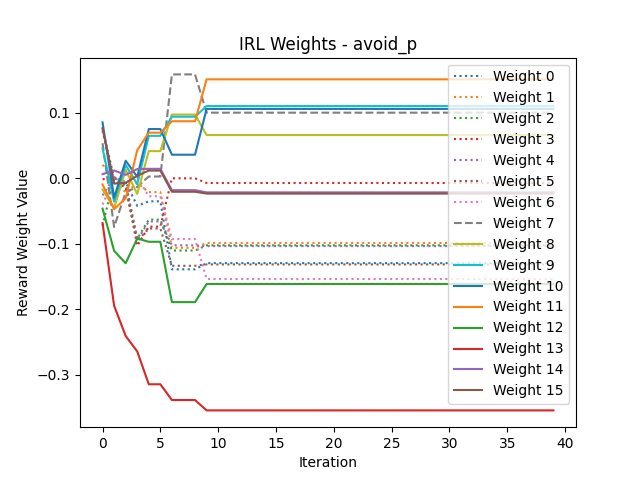 IRL Weights - avoid_p
Reward Weight Value
0.1
0.0
−0.1
−0.2
−0.3
0
5
10
15
20
25
30
35
40
Iteration
Weight 0
Weight 1
Weight 2
Weight 3
Weight 4
Weight 5
Weight 6
Weight 7
Weight 8
Weight 9
Weight 10
Weight 11
Weight 12
Weight 13
Weight 14
Weight 15